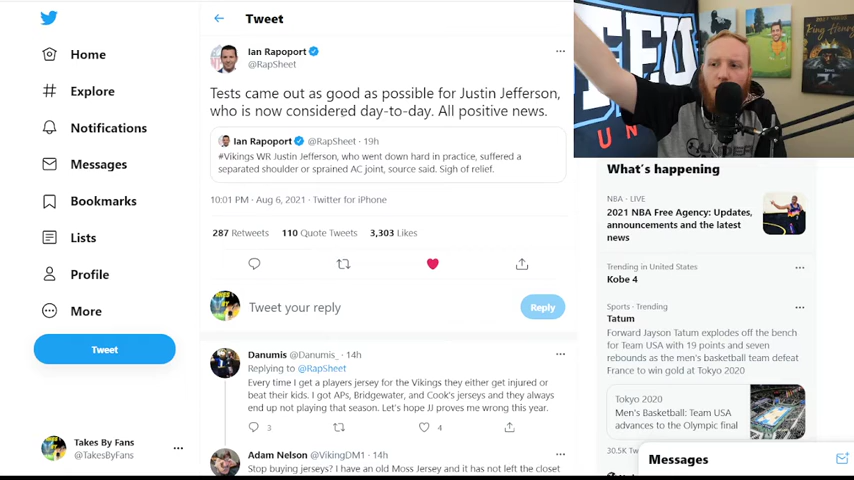 Home
Explore
Notifications
Messages
Bookmarks
Lists
Profile
More
Tweet
Takes By Fans
@TakesByFans
Tweet
Ian Rapoport
@RapSheet
Tests came out as good as possible for Justin Jefferson,
who is now considered day-to-day. All positive news.
Ian Rapoport @RapSheet · 19h
#Vikings WR Justin Jefferson, who went down hard in practice, suffered a
separated shoulder or sprained AC joint, source said. Sigh of relief.
10:01 PM · Aug 6, 2021 · Twitter for iPhone
287 Retweets 110 Quote Tweets 3,303 Likes
Tweet your reply
Reply
Danumis @Danumis_ · 14h
Replying to @RapSheet
Every time I get a players jersey for the Vikings they either get injured or
beat their kids. I got APs, Bridgewater, and Cook's jerseys and they always
end up not playing that season. Let's hope JJ proves me wrong this year.
3
4
Adam Nelson @VikingDM1 · 14h
Stop buying jerseys? I have an old Moss Jersey and it has not left the closet
King Henry
What's happening
NBA · LIVE
2021 NBA Free Agency: Updates,
announcements and the latest
news
Trending in United States
Kobe 4
Sports · Trending
Tatum
Forward Jayson Tatum explodes off the bench
for Team USA with 19 points and seven
rebounds as the men's basketball team defeat
France to win gold at Tokyo 2020
Tokyo 2020
Men's Basketball: Team USA
advances to the Olympic final
Messages